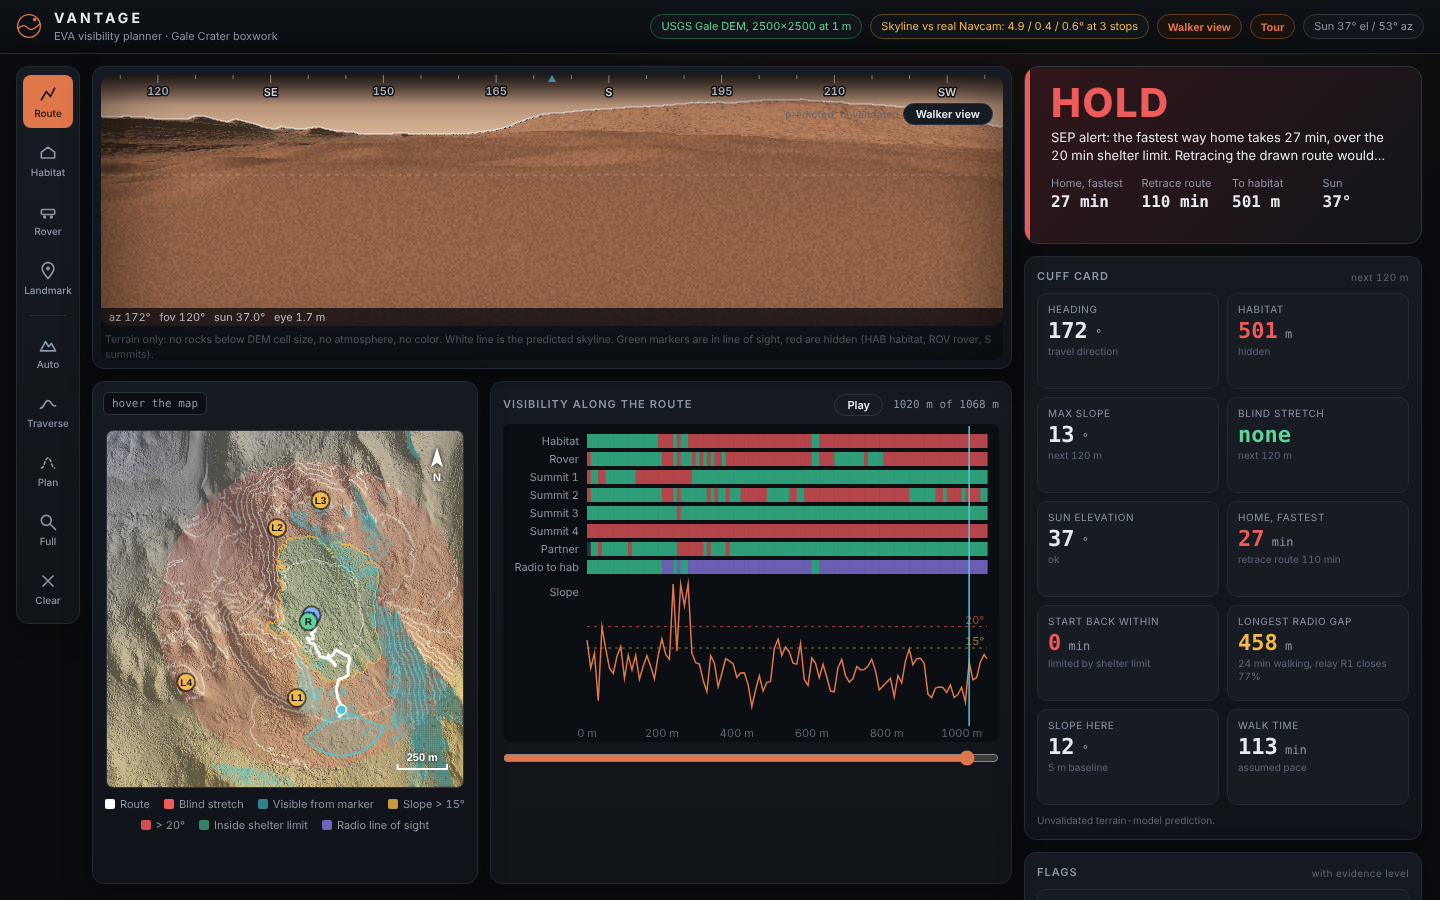 VANTAGE
EVA visibility planner · Gale Crater boxwork
USGS Gale DEM, 2500×2500 at 1 m
Skyline vs real Navcam: 4.9 / 0.4 / 0.6° at 3 stops
Walker view
Tour
Sun 37° el / 53° az
Route
Habitat
Rover
Landmark
Auto
Traverse
Plan
Full
Clear
120 SE 150 165 S 195 210 SW
predicted, unvalidated
Walker view
az 172° fov 120° sun 37.0° eye 1.7 m
Terrain only: no rocks below DEM cell size, no atmosphere, no color. White line is the predicted skyline. Green markers are in line of sight, red are hidden (HAB habitat, ROV rover, S
summits).
hover the map
N
L3
L2
R
L4
L1
250 m
Route
Blind stretch
Visible from marker
Slope > 15°
> 20°
Inside shelter limit
Radio line of sight
VISIBILITY ALONG THE ROUTE
Play
1020 m of 1068 m
Habitat
Rover
Summit 1
Summit 2
Summit 3
Summit 4
Partner
Radio to hab
Slope
20°
15°
0 m 200 m 400 m 600 m 800 m 1000 m
HOLD
SEP alert: the fastest way home takes 27 min, over the
20 min shelter limit. Retracing the drawn route would...
Home, fastest Retrace route To habitat Sun
27 min 110 min 501 m 37°
CUFF CARD
next 120 m
HEADING
172 °
travel direction
HABITAT
501 m
hidden
MAX SLOPE
13 °
next 120 m
BLIND STRETCH
none
next 120 m
SUN ELEVATION
37 °
ok
HOME, FASTEST
27 min
retrace route 110 min
START BACK WITHIN
0 min
limited by shelter limit
LONGEST RADIO GAP
458 m
24 min walking, relay R1 closes
77%
SLOPE HERE
12 °
5 m baseline
WALK TIME
113 min
assumed pace
Unvalidated terrain-model prediction.
FLAGS
with evidence level